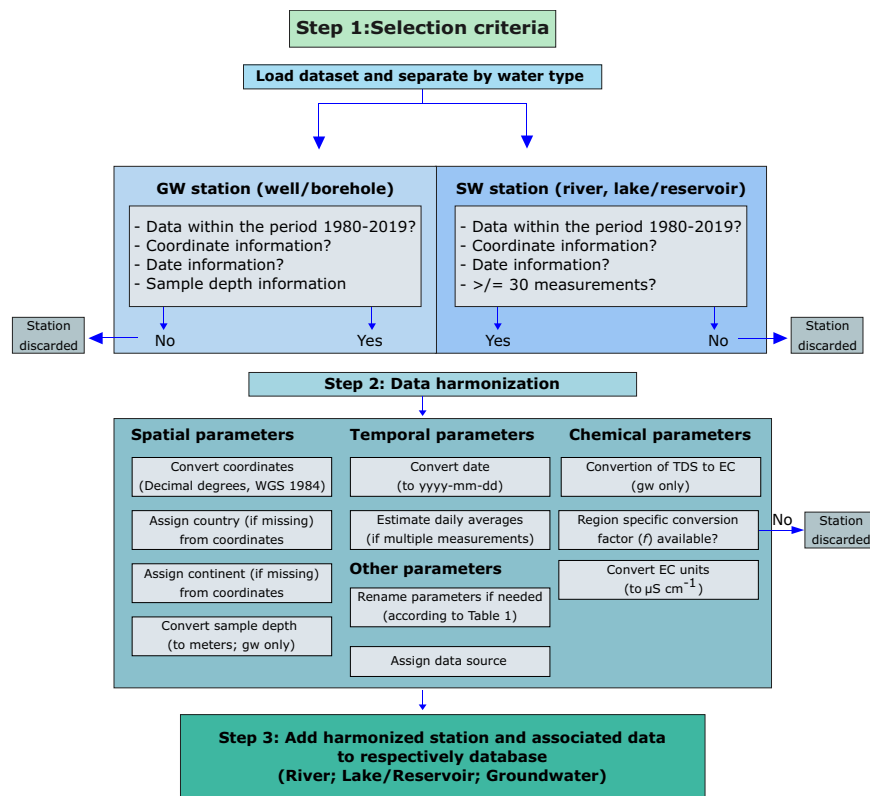 Step 1:Selection criteria
Load dataset and separate by water type
GW station (well/borehole)
- Data within the period 1980-2019?
- Coordinate information?
- Date information?
- Sample depth information
No
Yes
Station
discarded
SW station (river, lake/reservoir)
- Data within the period 1980-2019?
- Coordinate information?
- Date information?
- >/= 30 measurements?
Yes
No
Station
discarded
Step 2: Data harmonization
Spatial parameters
Convert coordinates
(Decimal degrees, WGS 1984)
Assign country (if missing)
from coordinates
Assign continent (if missing)
from coordinates
Convert sample depth
(to meters; gw only)
Temporal parameters
Convert date
(to yyyy-mm-dd)
Estimate daily averages
(if multiple measurements)
Other parameters
Rename parameters if needed
(according to Table 1)
Assign data source
Chemical parameters
Convertion of TDS to EC
(gw only)
Region specific conversion
factor (f) available?
No
Station
discarded
Convert EC units
(to µS cm⁻¹)
Step 3: Add harmonized station and associated data
to respectively database
(River; Lake/Reservoir; Groundwater)